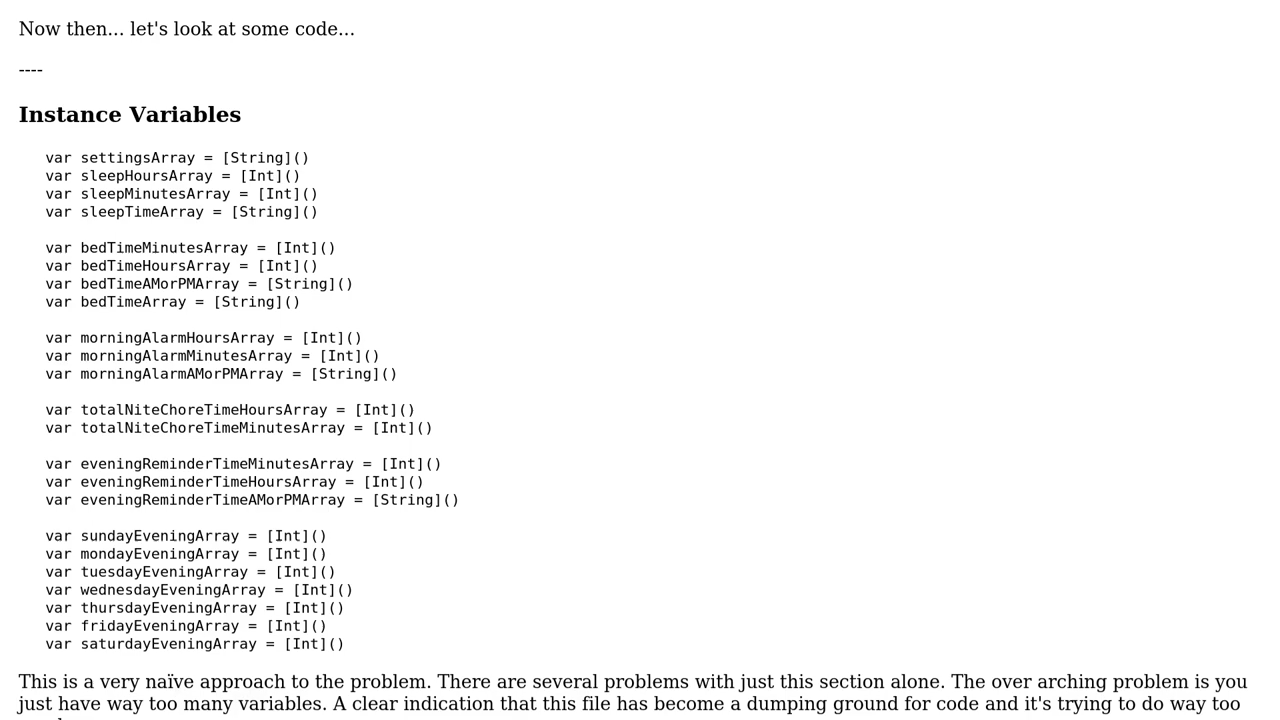 Now then... let's look at some code...
----
Instance Variables
var settingsArray = [String]()
var sleepHoursArray = [Int]()
var sleepMinutesArray = [Int]()
var sleepTimeArray = [String]()
var bedTimeMinutesArray = [Int]()
var bedTimeHoursArray = [Int]()
var bedTimeAMorPMArray = [String]()
var bedTimeArray = [String]()
var morningAlarmHoursArray = [Int]()
var morningAlarmMinutesArray = [Int]()
var morningAlarmAMorPMArray = [String]()
var totalNiteChoreTimeHoursArray = [Int]()
var totalNiteChoreTimeMinutesArray = [Int]()
var eveningReminderTimeMinutesArray = [Int]()
var eveningReminderTimeHoursArray = [Int]()
var eveningReminderTimeAMorPMArray = [String]()
var sundayEveningArray = [Int]()
var mondayEveningArray = [Int]()
var tuesdayEveningArray = [Int]()
var wednesdayEveningArray = [Int]()
var thursdayEveningArray = [Int]()
var fridayEveningArray = [Int]()
var saturdayEveningArray = [Int]()
This is a very naïve approach to the problem. There are several problems with just this section alone. The over arching problem is you
just have way too many variables. A clear indication that this file has become a dumping ground for code and it's trying to do way too